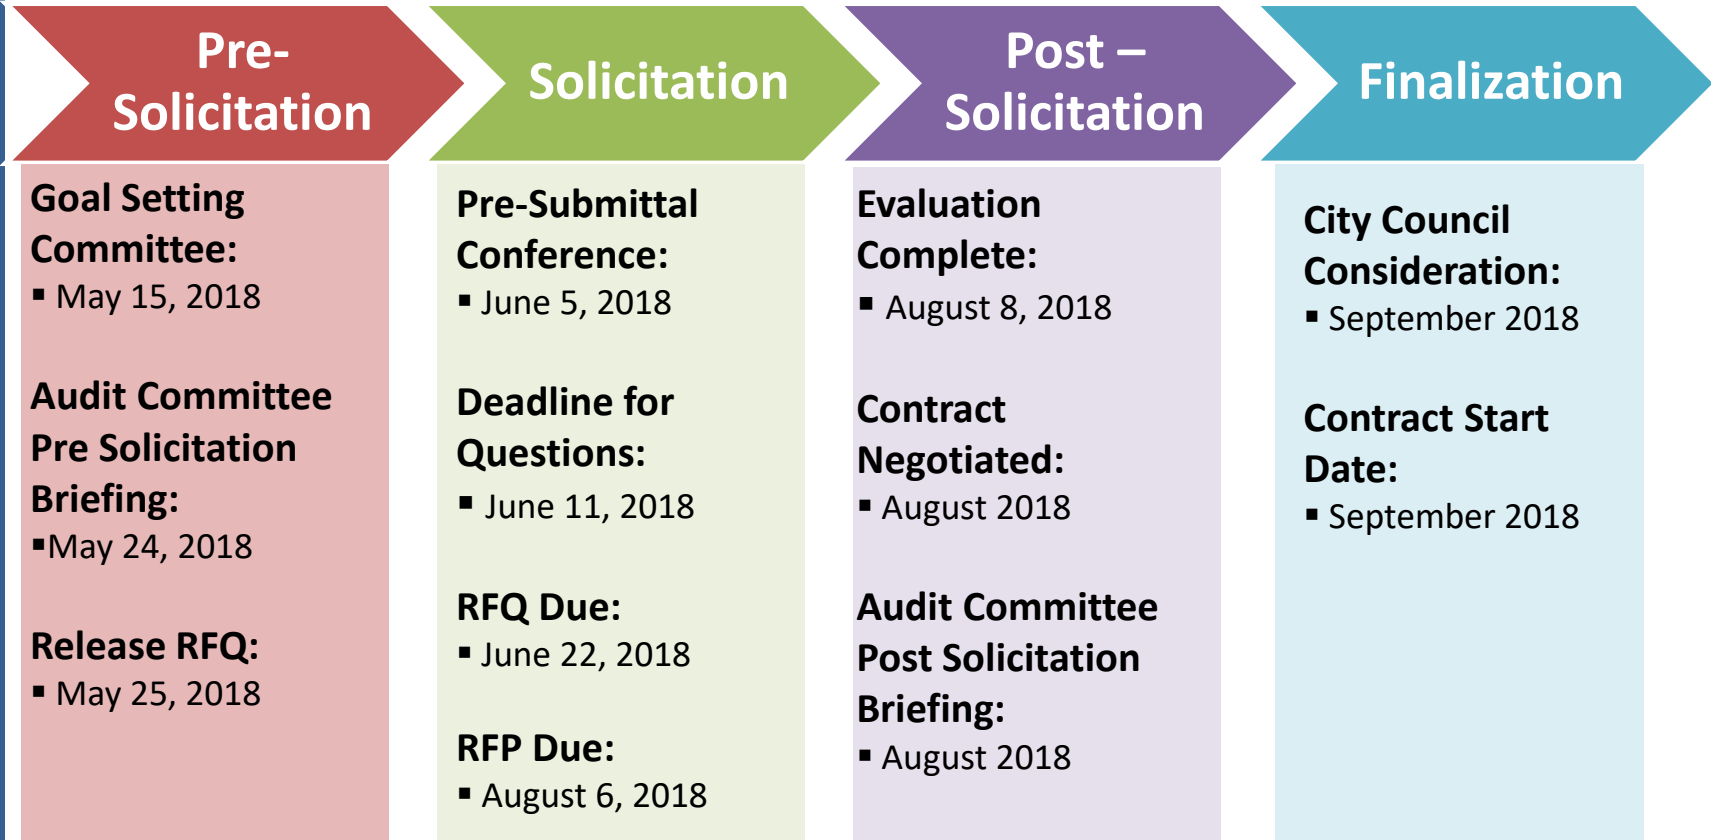 Pre-
Solicitation
Goal Setting
Committee:
▪ May 15, 2018
Audit Committee
Pre Solicitation
Briefing:
▪May 24, 2018
Release RFQ:
▪ May 25, 2018
Solicitation
Pre-Submittal
Conference:
▪ June 5, 2018
Deadline for
Questions:
▪ June 11, 2018
RFQ Due:
▪ June 22, 2018
RFP Due:
▪ August 6, 2018
Post –
Solicitation
Evaluation
Complete:
▪ August 8, 2018
Contract
Negotiated:
▪ August 2018
Audit Committee
Post Solicitation
Briefing:
▪ August 2018
Finalization
City Council
Consideration:
▪ September 2018
Contract Start
Date:
▪ September 2018